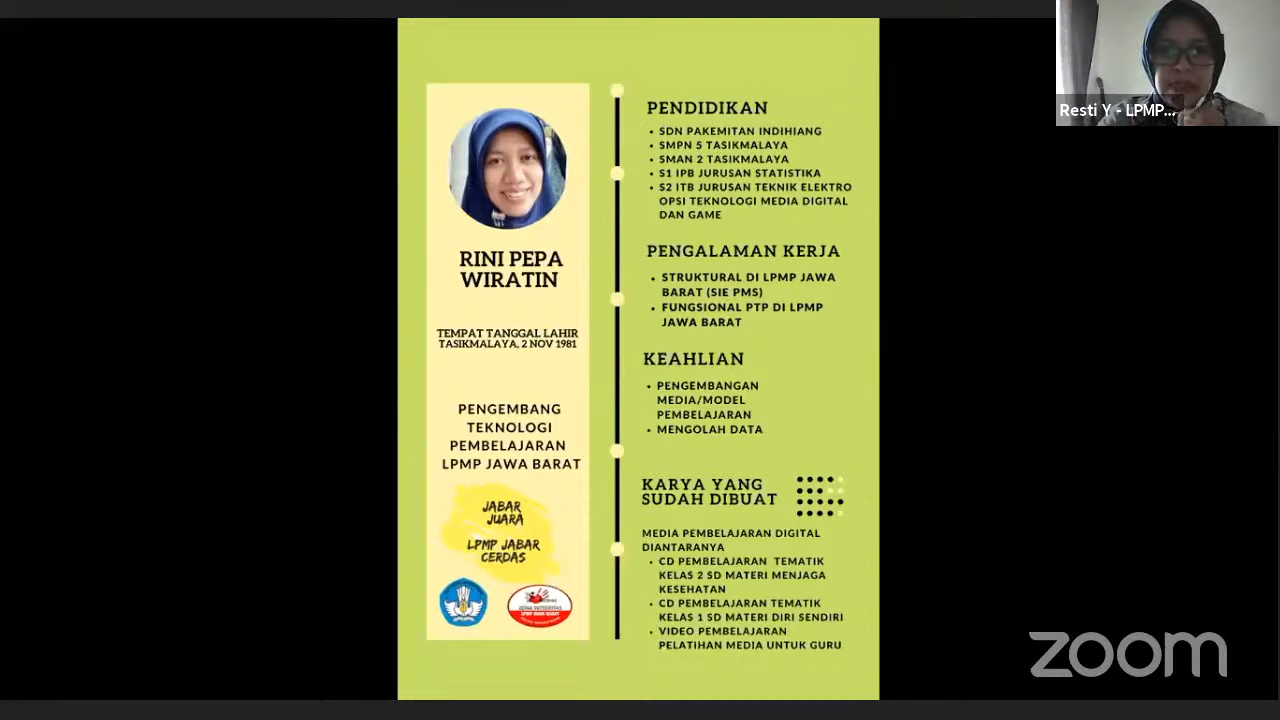 RINI PEPA
WIRATIN
TEMPAT TANGGAL LAHIR
TASIKMALAYA, 2 NOV 1981
PENGEMBANG
TEKNOLOGI
PEMBELAJARAN
LPMP JAWA BARAT
JABAR
JUARA
LPMP JABAR
CERDAS
PENDIDIKAN
SDN PAKEMITAN INDIHIANG
SMPN 5 TASIKMALAYA
SMAN 2 TASIKMALAYA
S1 IPB JURUSAN STATISTIKA
S2 ITB JURUSAN TEKNIK ELEKTRO
OPSI TEKNOLOGI MEDIA DIGITAL
DAN GAME
PENGALAMAN KERJA
STRUKTURAL DI LPMP JAWA
BARAT (SIE PMS)
FUNGSIONAL PTP DI LPMP
JAWA BARAT
KEAHLIAN
PENGEMBANGAN
MEDIA/MODEL
PEMBELAJARAN
MENGOLAH DATA
KARYA YANG
SUDAH DIBUAT
MEDIA PEMBELAJARAN DIGITAL
DIANTARANYA
CD PEMBELAJARAN TEMATIK
KELAS 2 SD MATERI MENJAGA
KESEHATAN
CD PEMBELAJARAN TEMATIK
KELAS 1 SD MATERI DIRI SENDIRI
VIDEO PEMBELAJARAN
PELATIHAN MEDIA UNTUK GURU
Resti Y - LPMP...
zoom